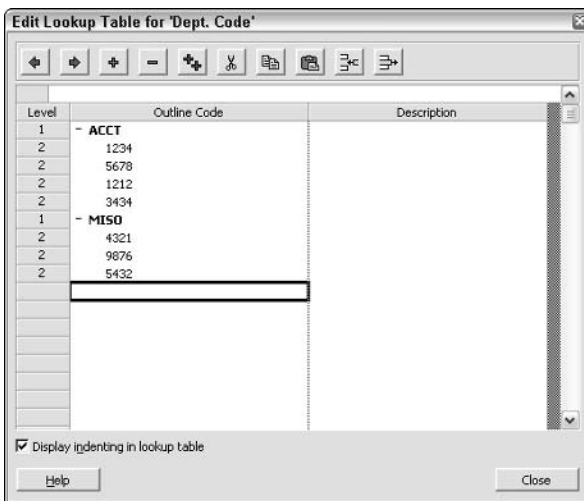 Edit Lookup Table for 'Dept. Code'
Level Outline Code Description
1 - ACCT
2 1234
2 5678
2 1212
2 3434
1 - MISO
2 4321
2 9876
2 5432
Display indenting in lookup table
Help Close